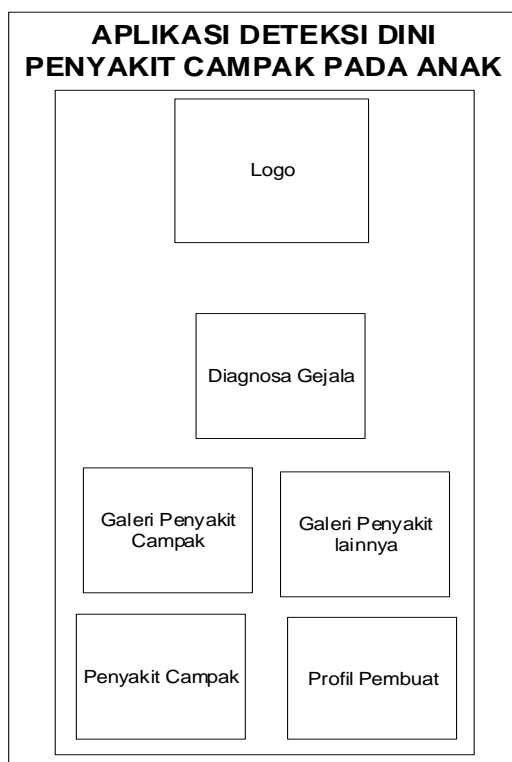 APLIKASI DETEKSI DINI
PENYAKIT CAMPAK PADA ANAK
Logo
Diagnosa Gejala
Galeri Penyakit
Campak
Galeri Penyakit
lainnya
Penyakit Campak
Profil Pembuat